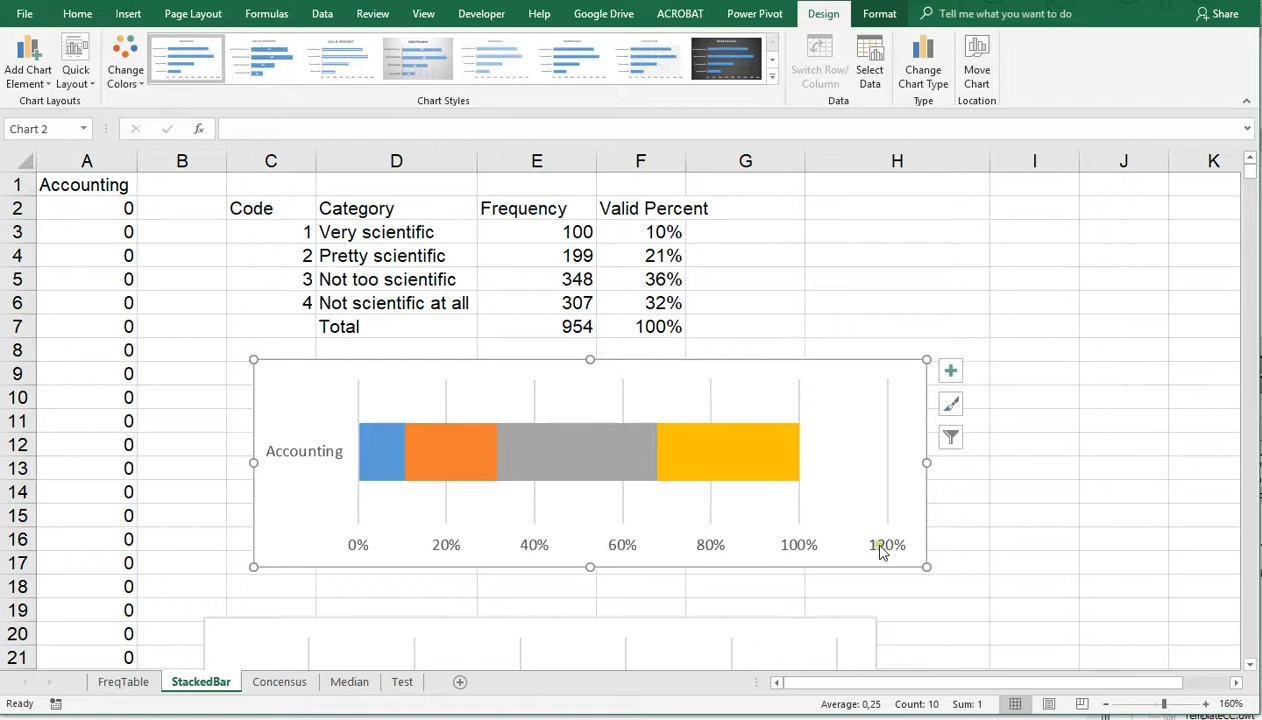 File Home Insert Page Layout Formulas Data Review View Developer Help Google Drive ACROBAT Power Pivot Design Format Tell me what you want to do Share
Add Chart Element Quick Layout Change Colors Switch Row/ Column Select Data Change Chart Type Move Chart
Chart Layouts Chart Styles Data Type Location
Chart 2 fx
A B C D E F G H I J K
1 Accounting
2 0 Code Category Frequency Valid Percent
3 0 1 Very scientific 100 10%
4 0 2 Pretty scientific 199 21%
5 0 3 Not too scientific 348 36%
6 0 4 Not scientific at all 307 32%
7 0 Total 954 100%
8 0
9 0
10 0
11 0
12 0
13 0
14 0
15 0
16 0
17 0
18 0
19 0
20 0
21 0
Accounting
0% 20% 40% 60% 80% 100% 120%
FreqTable StackedBar Concensus Median Test
Ready Average: 0,25 Count: 10 Sum: 1 160%
TemplateCC.dwt